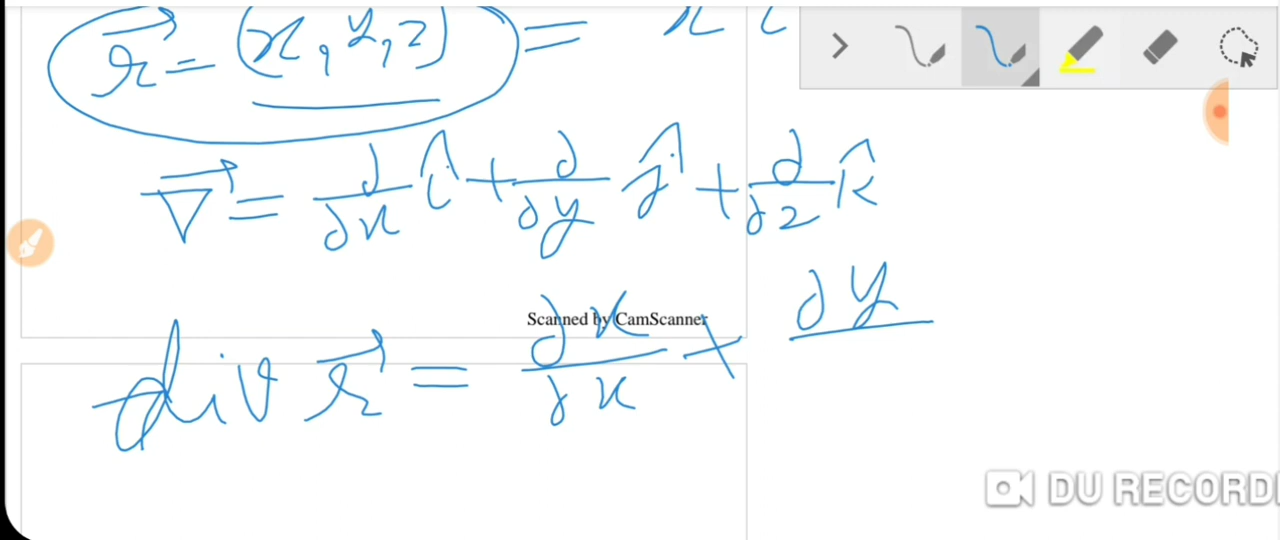 r⃗ = (x, y, z) = x i
∇⃗ = ∂/∂x î + ∂/∂y ĵ + ∂/∂z k̂
Scanned by CamScanner
div r⃗ = ∂x/∂x + ∂y
DU RECORD